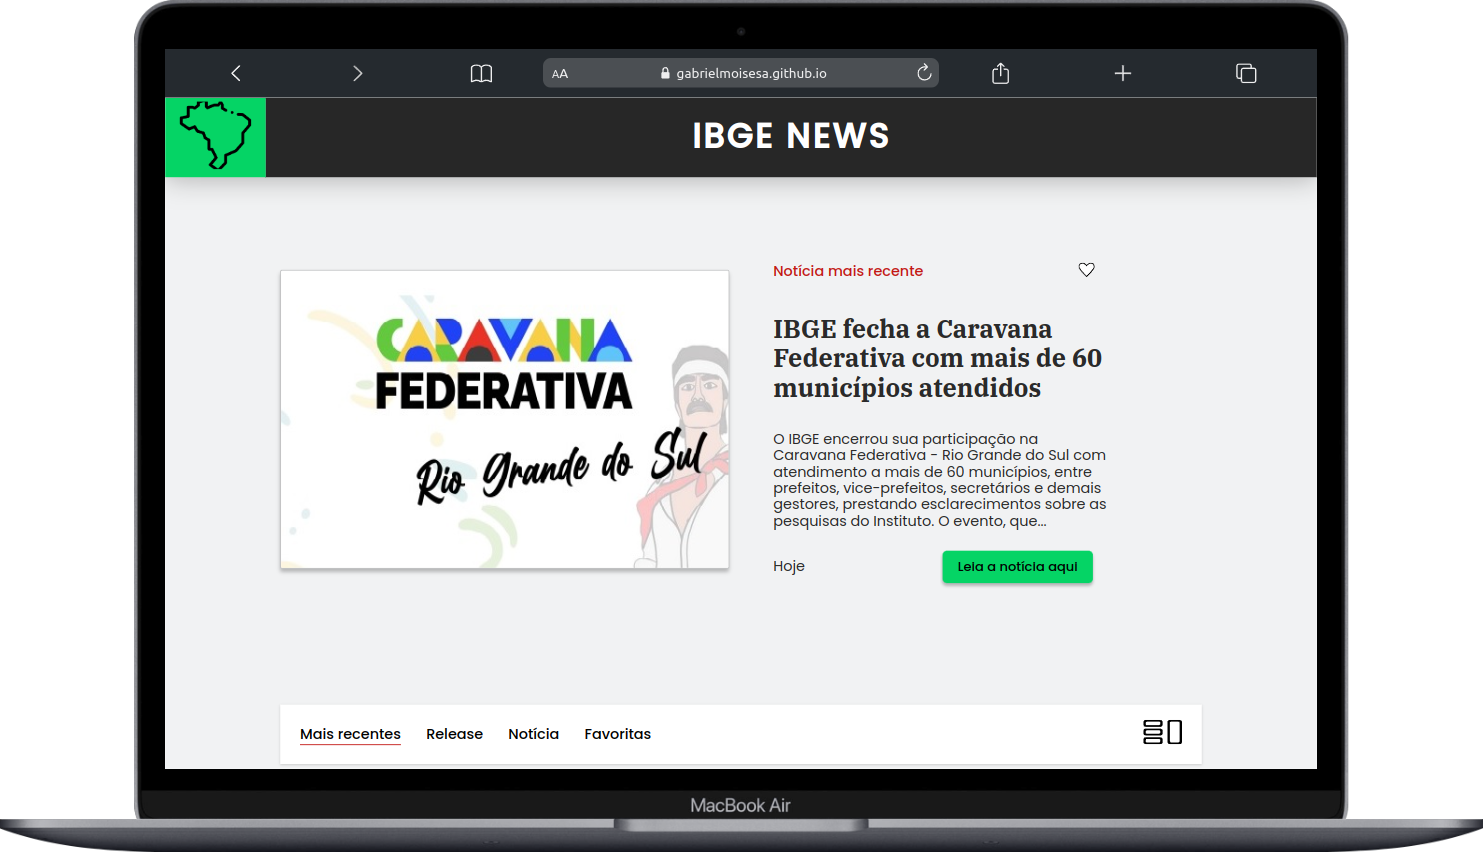 AA
gabrielmoisesa.github.io
IBGE NEWS
CARAVANA
FEDERATIVA
Rio Grande do Sul
Notícia mais recente
IBGE fecha a Caravana
Federativa com mais de 60
municípios atendidos
O IBGE encerrou sua participação na
Caravana Federativa - Rio Grande do Sul com
atendimento a mais de 60 municípios, entre
prefeitos, vice-prefeitos, secretários e demais
gestores, prestando esclarecimentos sobre as
pesquisas do Instituto. O evento, que...
Hoje
Leia a notícia aqui
Mais recentes Release Notícia Favoritas
MacBook Air